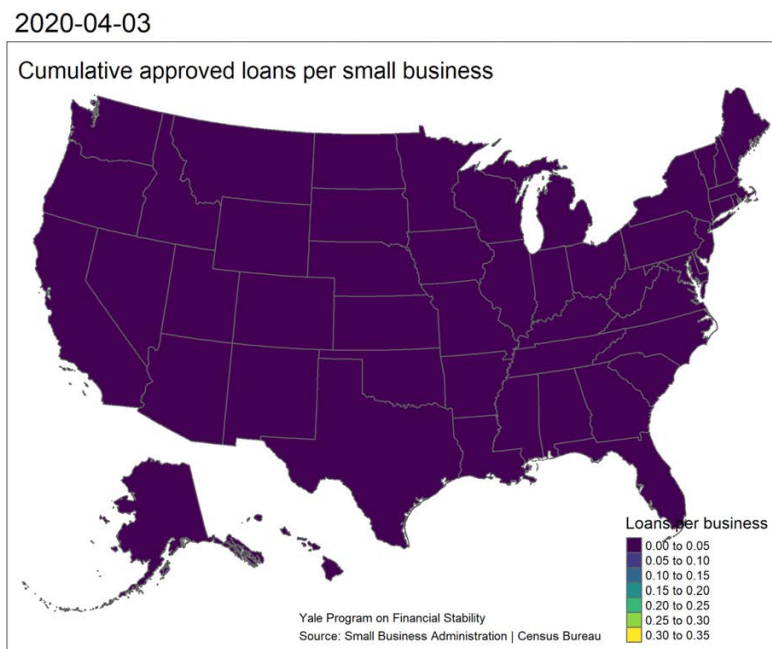 2020-04-03
Cumulative approved loans per small business
Loans per business
0.00 to 0.05
0.05 to 0.10
0.10 to 0.15
0.15 to 0.20
0.20 to 0.25
0.25 to 0.30
0.30 to 0.35
Yale Program on Financial Stability
Source: Small Business Administration | Census Bureau